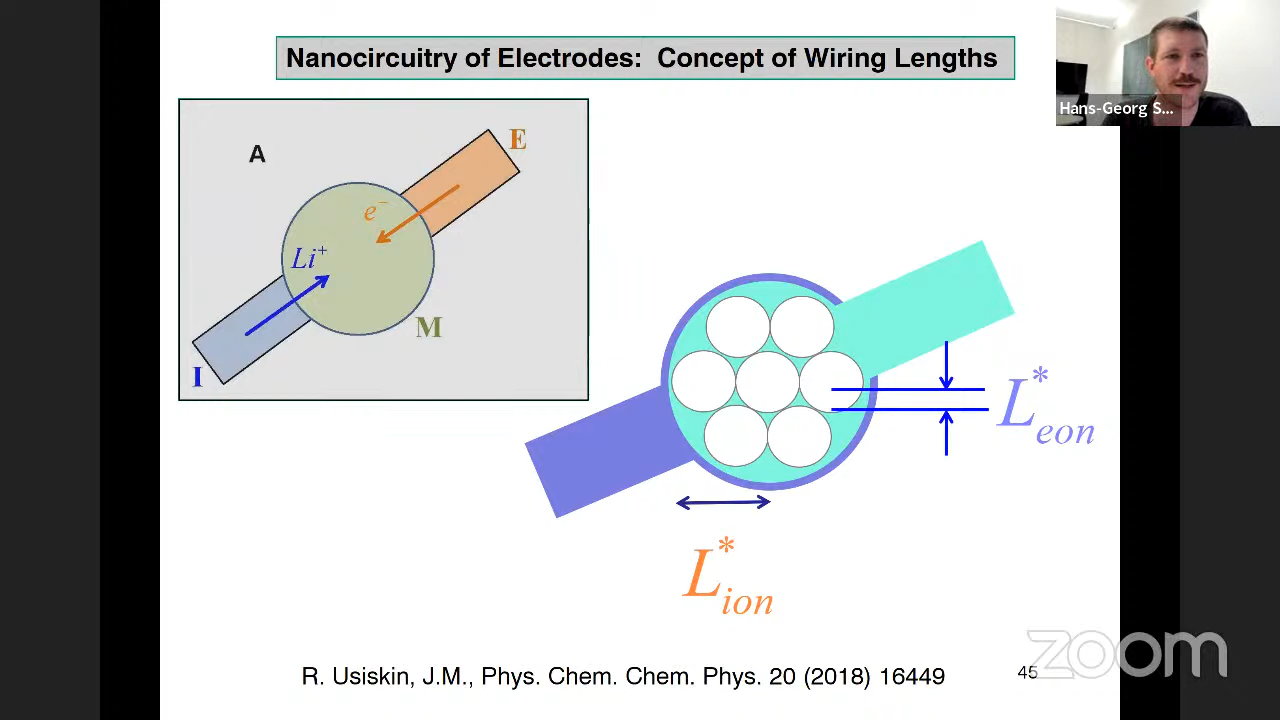 Nanocircuitry of Electrodes: Concept of Wiring Lengths
Hans-Georg S...
A
E
e⁻
Li⁺
M
I
L*eon
L*ion
R. Usiskin, J.M., Phys. Chem. Chem. Phys. 20 (2018) 16449
45
zoom